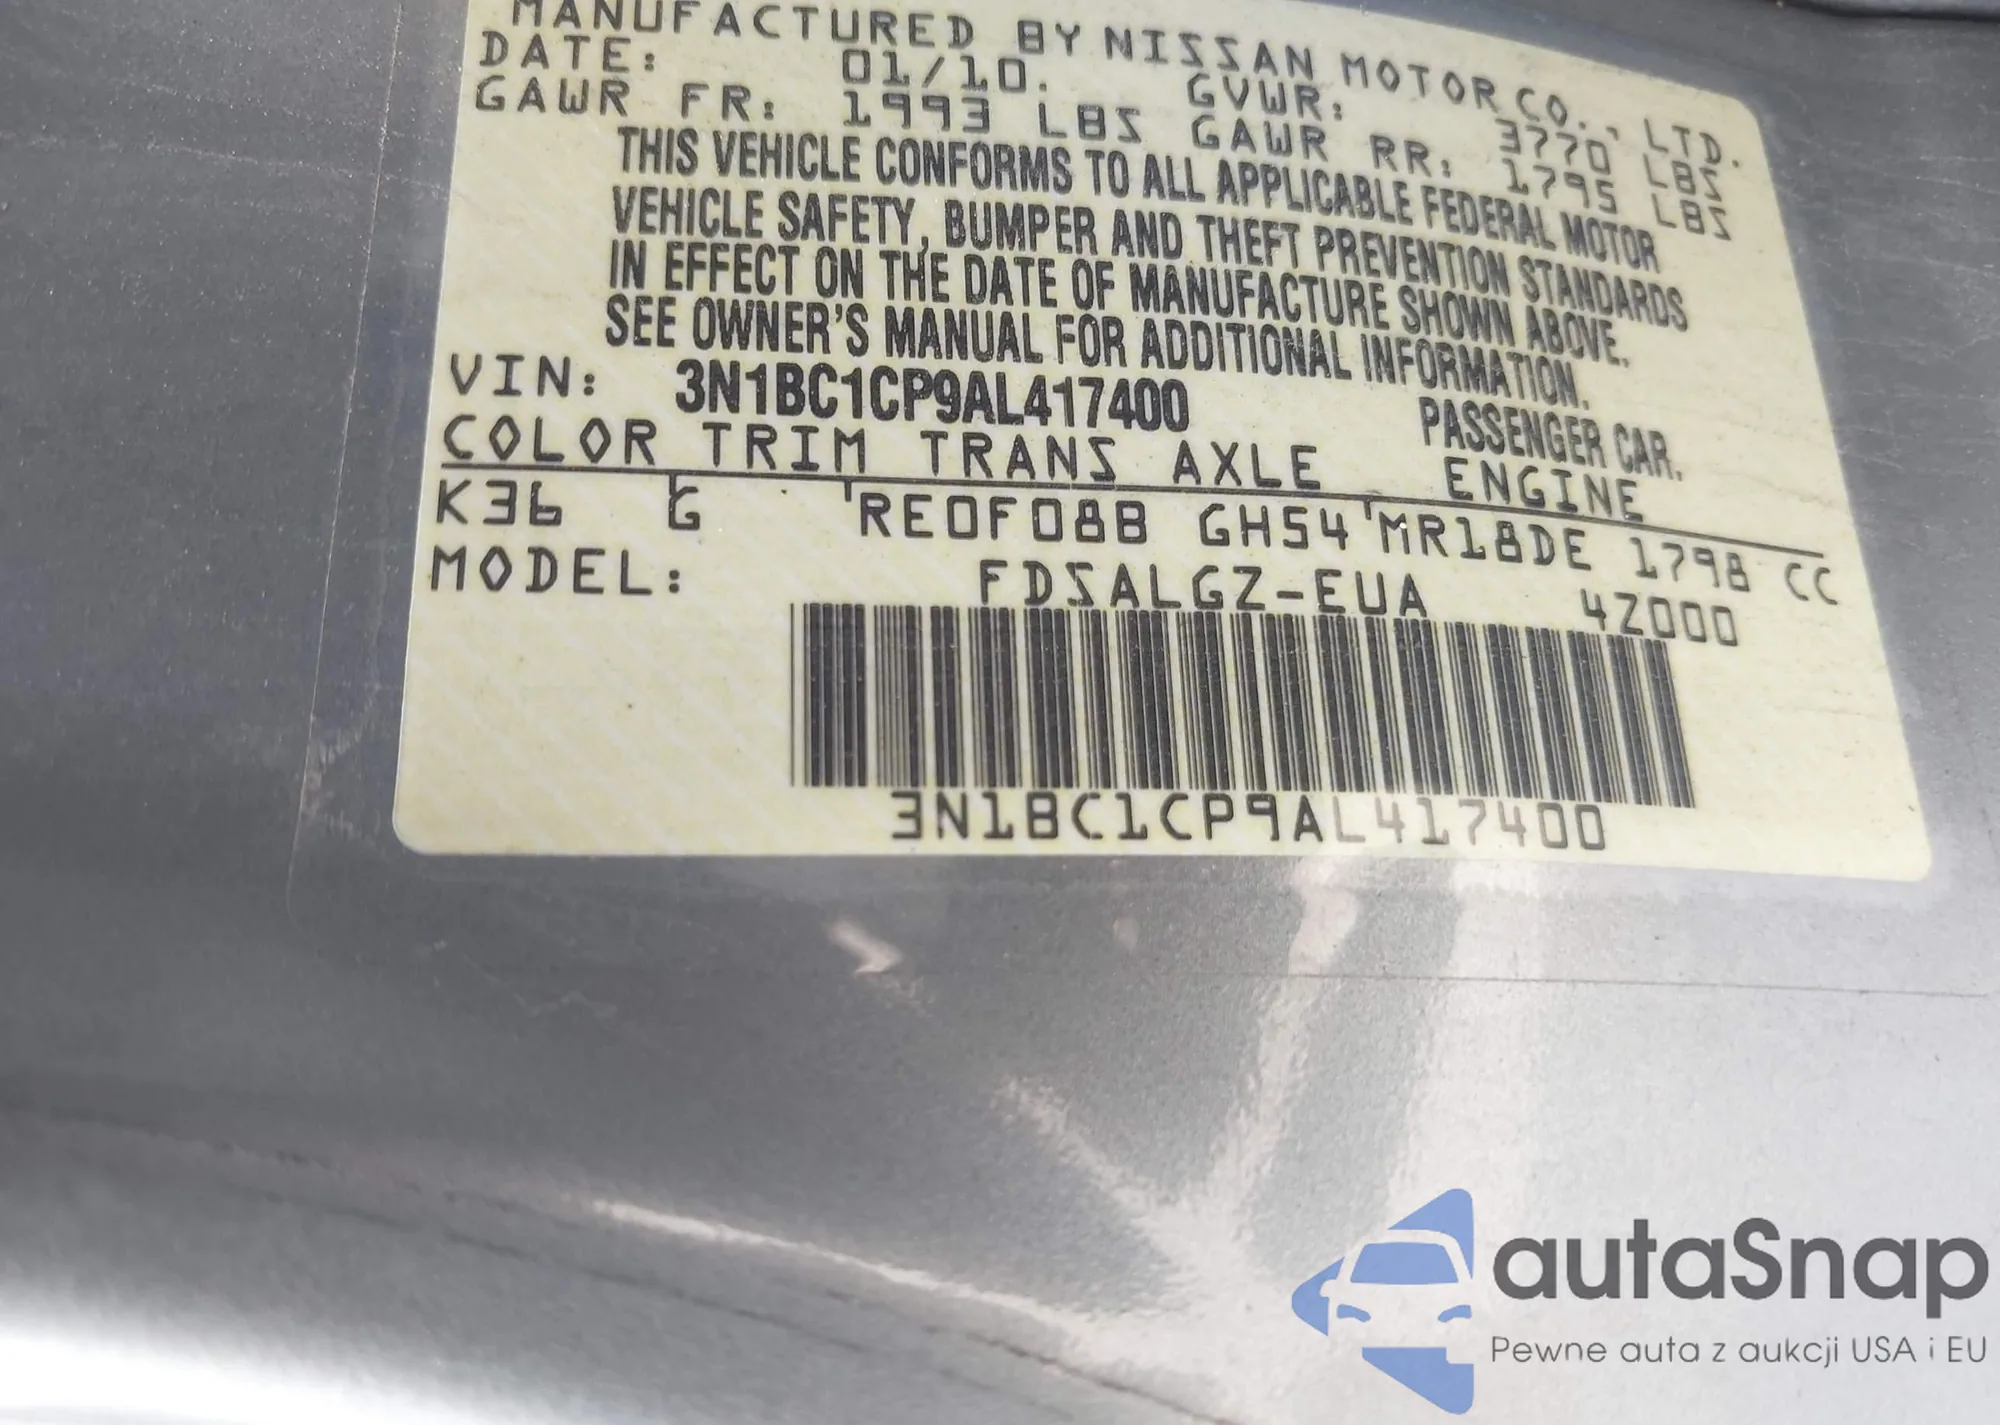 MANUFACTURED BY NISSAN MOTOR CO., LTD.
DATE: 01/10. GVWR: 3770 LBS
GAWR FR: 1993 LBS GAWR RR: 1795 LBS
THIS VEHICLE CONFORMS TO ALL APPLICABLE FEDERAL MOTOR
VEHICLE SAFETY, BUMPER AND THEFT PREVENTION STANDARDS
IN EFFECT ON THE DATE OF MANUFACTURE SHOWN ABOVE.
SEE OWNER'S MANUAL FOR ADDITIONAL INFORMATION.
VIN: 3N1BC1CP9AL417400 PASSENGER CAR.
COLOR TRIM TRANS AXLE ENGINE
K36 G RE0F08B GH54 MR18DE 1798 CC
MODEL: FDSALGZ-EUA 4Z000
3N1BC1CP9AL417400
autaSnap
Pewne auta z aukcji USA i EU